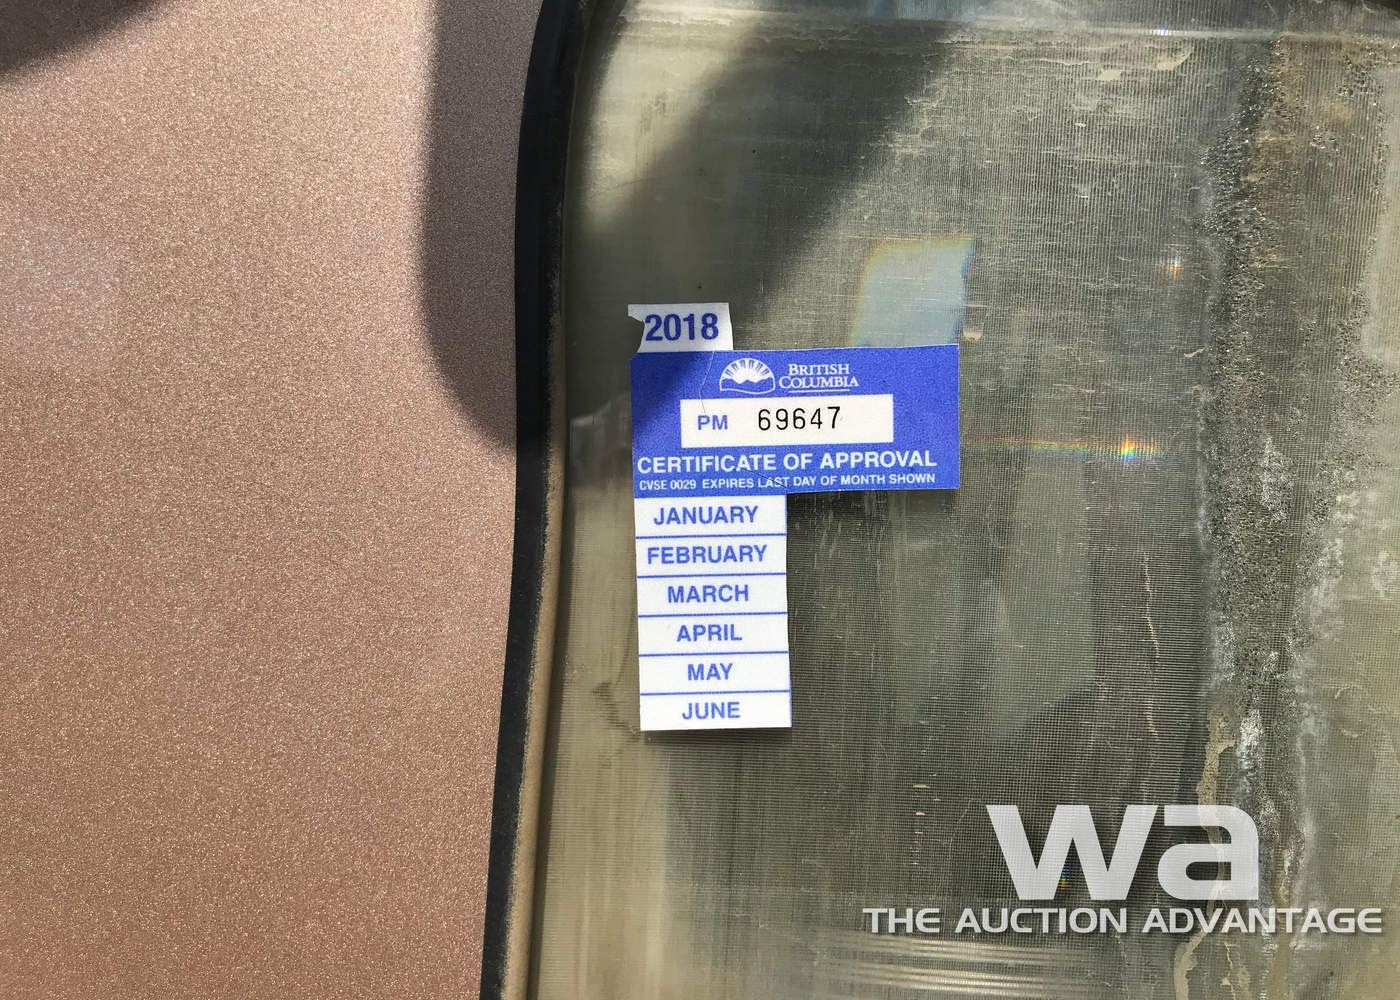 2018
BRITISH
COLUMBIA
PM 69647
CERTIFICATE OF APPROVAL
CVSE 0029 EXPIRES LAST DAY OF MONTH SHOWN
JANUARY
FEBRUARY
MARCH
APRIL
MAY
JUNE
wa
THE AUCTION ADVANTAGE